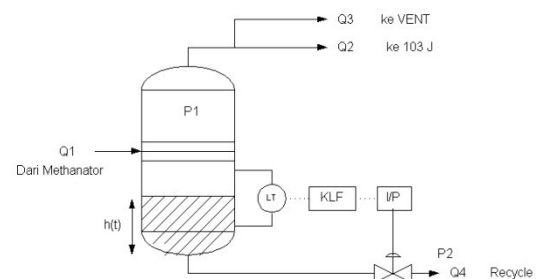 Q3 ke VENT
Q2 ke 103 J
P1
Q1
Dari Methanator
h(t)
LT
KLF
I/P
P2
Q4 Recycle